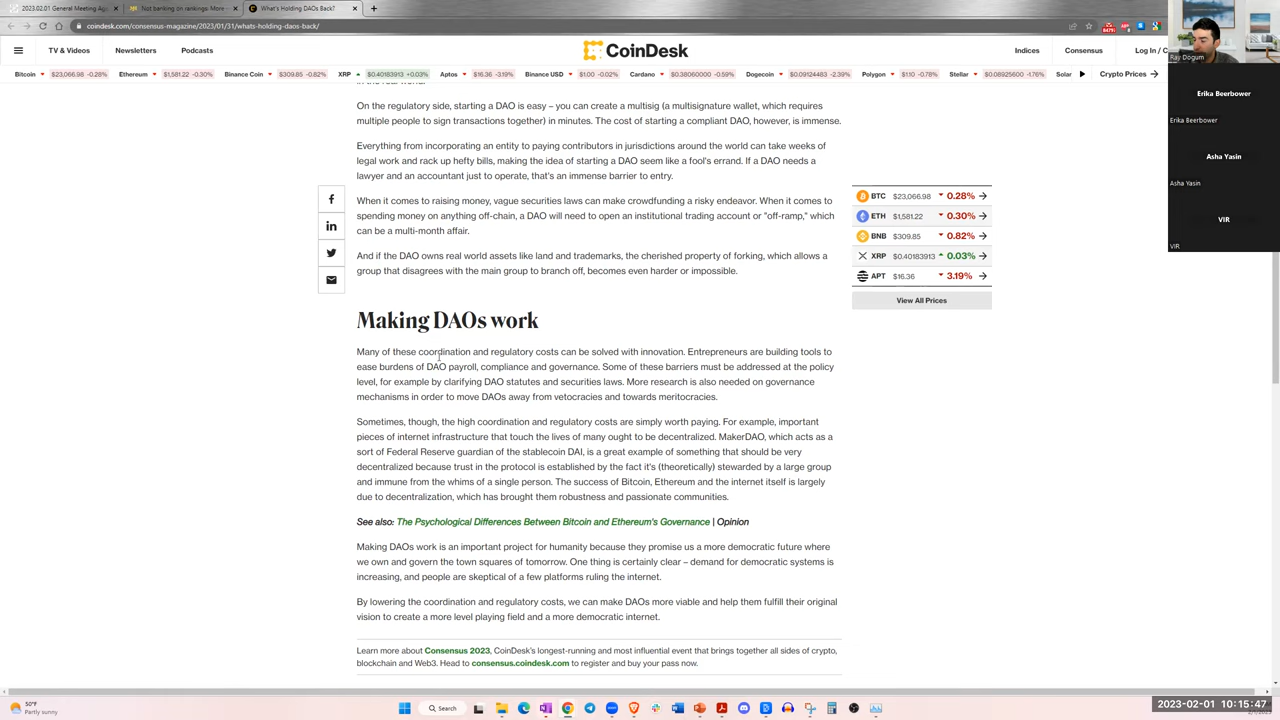 2023.02.01 General Meeting Ag
Not banking on rankings: More
What's Holding DAOs Back?
coindesk.com/consensus-magazine/2023/01/31/whats-holding-daos-back/
TV & Videos Newsletters Podcasts CoinDesk Indices Consensus Log In / C
Bitcoin $23,066.98 -0.28% Ethereum $1,581.22 -0.30% Binance Coin $309.85 -0.82% XRP $0.40183913 +0.03% Aptos $16.36 -3.19% Binance USD $1.00 -0.02% Cardano $0.38060000 -0.59% Dogecoin $0.09124483 -2.39% Polygon $1.10 -0.78% Stellar $0.08925600 -1.76% Solar Crypto Prices
On the regulatory side, starting a DAO is easy – you can create a multisig (a multisignature wallet, which requires
multiple people to sign transactions together) in minutes. The cost of starting a compliant DAO, however, is immense.
Everything from incorporating an entity to paying contributors in jurisdictions around the world can take weeks of
legal work and rack up hefty bills, making the idea of starting a DAO seem like a fool's errand. If a DAO needs a
lawyer and an accountant just to operate, that's an immense barrier to entry.
When it comes to raising money, vague securities laws can make crowdfunding a risky endeavor. When it comes to
spending money on anything off-chain, a DAO will need to open an institutional trading account or "off-ramp," which
can be a multi-month affair.
And if the DAO owns real world assets like land and trademarks, the cherished property of forking, which allows a
group that disagrees with the main group to branch off, becomes even harder or impossible.
Making DAOs work
Many of these coordination and regulatory costs can be solved with innovation. Entrepreneurs are building tools to
ease burdens of DAO payroll, compliance and governance. Some of these barriers must be addressed at the policy
level, for example by clarifying DAO statutes and securities laws. More research is also needed on governance
mechanisms in order to move DAOs away from vetocracies and towards meritocracies.
Sometimes, though, the high coordination and regulatory costs are simply worth paying. For example, important
pieces of internet infrastructure that touch the lives of many ought to be decentralized. MakerDAO, which acts as a
sort of Federal Reserve guardian of the stablecoin DAI, is a great example of something that should be very
decentralized because trust in the protocol is established by the fact it's (theoretically) stewarded by a large group
and immune from the whims of a single person. The success of Bitcoin, Ethereum and the internet itself is largely
due to decentralization, which has brought them robustness and passionate communities.
See also: The Psychological Differences Between Bitcoin and Ethereum's Governance | Opinion
Making DAOs work is an important project for humanity because they promise us a more democratic future where
we own and govern the town squares of tomorrow. One thing is certainly clear – demand for democratic systems is
increasing, and people are skeptical of a few platforms ruling the internet.
By lowering the coordination and regulatory costs, we can make DAOs more viable and help them fulfill their original
vision to create a more level playing field and a more democratic internet.
Learn more about Consensus 2023, CoinDesk's longest-running and most influential event that brings together all sides of crypto,
blockchain and Web3. Head to consensus.coindesk.com to register and buy your pass now.
BTC $23,066.98 0.28%
ETH $1,581.22 0.30%
BNB $309.85 0.82%
XRP $0.40183913 0.03%
APT $16.36 3.19%
View All Prices
Ray Dogum
Erika Beerbower
Erika Beerbower
Asha Yasin
Asha Yasin
VIR
VIR
50°F
Partly sunny
Search
2023-02-01 10:15:47